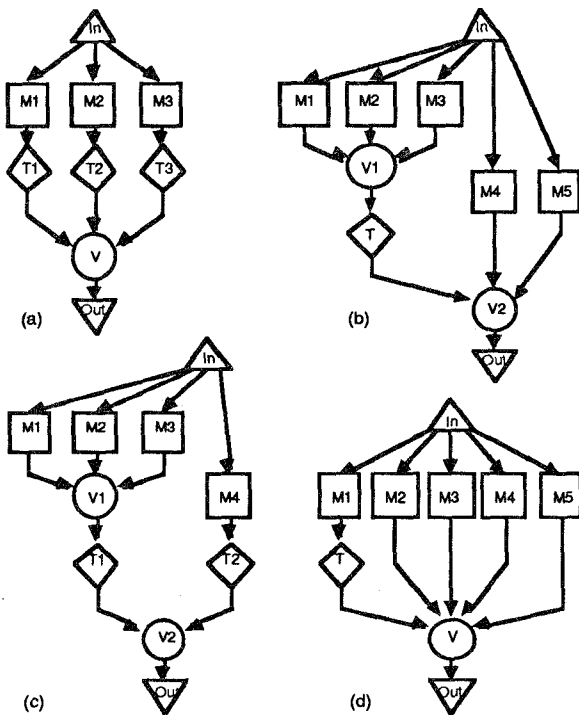 In
M1 M2 M3
T1 T2 T3
V
Out
(a)
In
M1 M2 M3
V1
M4 M5
T
V2
Out
(b)
In
M1 M2 M3
V1 M4
T1 T2
V2
Out
(c)
In
M1 M2 M3 M4 M5
T
V
Out
(d)